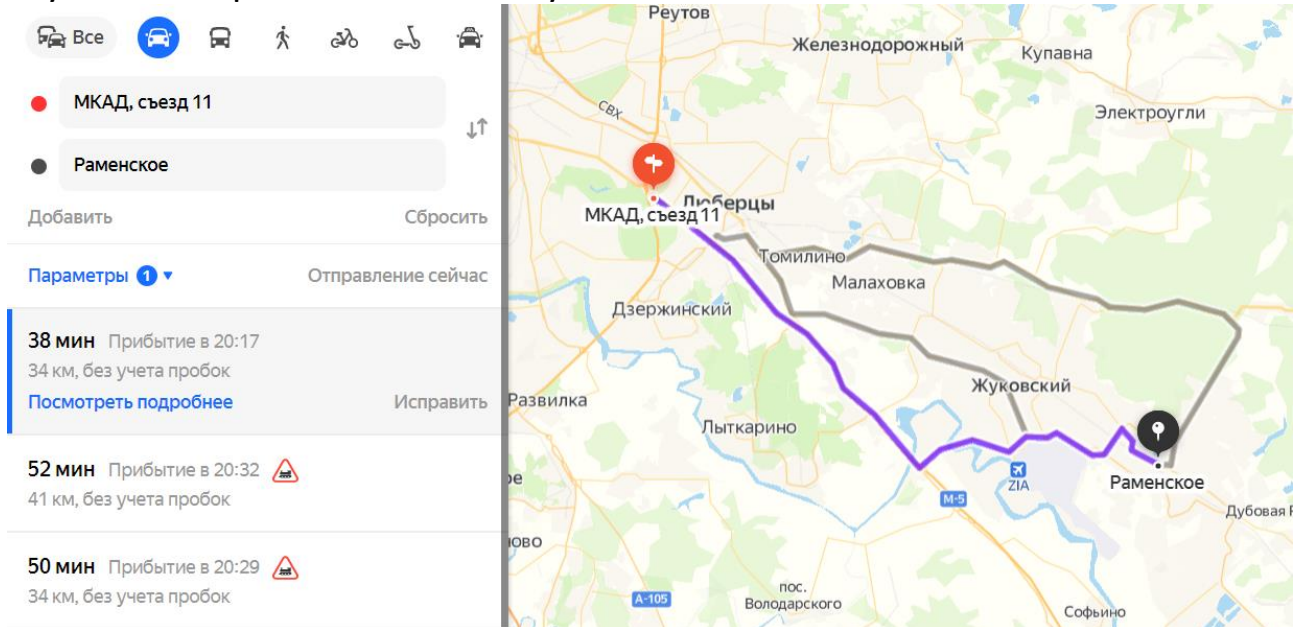 Все
МКАД, съезд 11
Раменское
Добавить
Сбросить
Параметры 1
Отправление сейчас
38 мин Прибытие в 20:17
34 км, без учета пробок
Посмотреть подробнее
Исправить
52 мин Прибытие в 20:32
41 км, без учета пробок
50 мин Прибытие в 20:29
34 км, без учета пробок
Реутов
Железнодорожный
Купавна
СВХ
Электроугли
Люберцы
МКАД, съезд 11
Томилино
Малаховка
Дзержинский
Жуковский
Развилка
Лыткарино
ZIA
Раменское
М-5
Дубовая
А-105
пос.
Володарского
Софьино